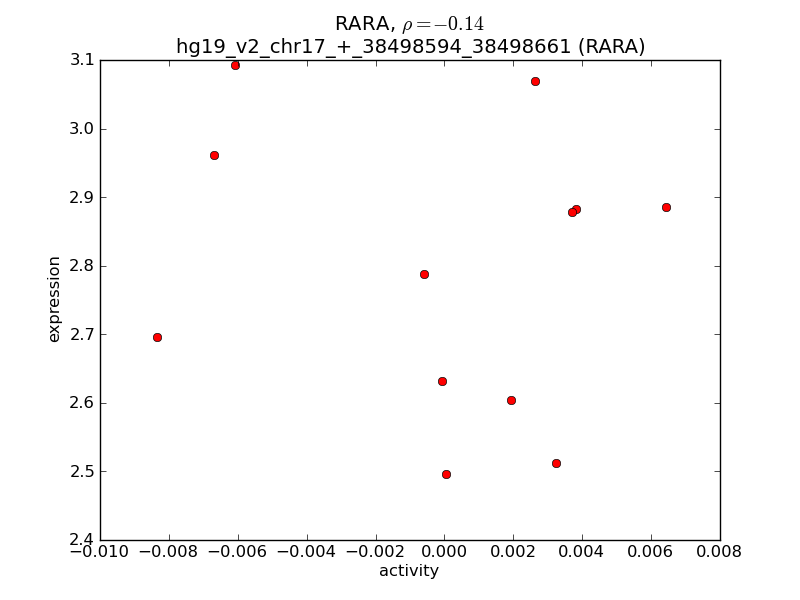 RARA, ρ = −0.14
hg19_v2_chr17_+_38498594_38498661 (RARA)
3.1
3.0
2.9
2.8
2.7
2.6
2.5
2.4
expression
−0.010 −0.008 −0.006 −0.004 −0.002 0.000 0.002 0.004 0.006 0.008
activity